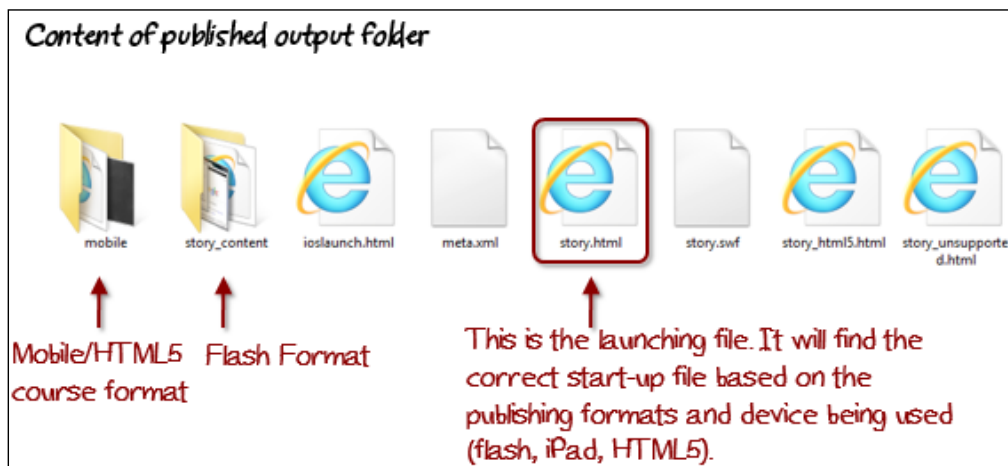 Content of published output folder
mobile
story_content
ioslaunch.html
meta.xml
story.html
story.swf
story_html5.html
story_unsupporte
d.html
Mobile/HTML5
course format
Flash Format
This is the launching file. It will find the
correct start-up file based on the
publishing formats and device being used
(flash, iPad, HTML5).